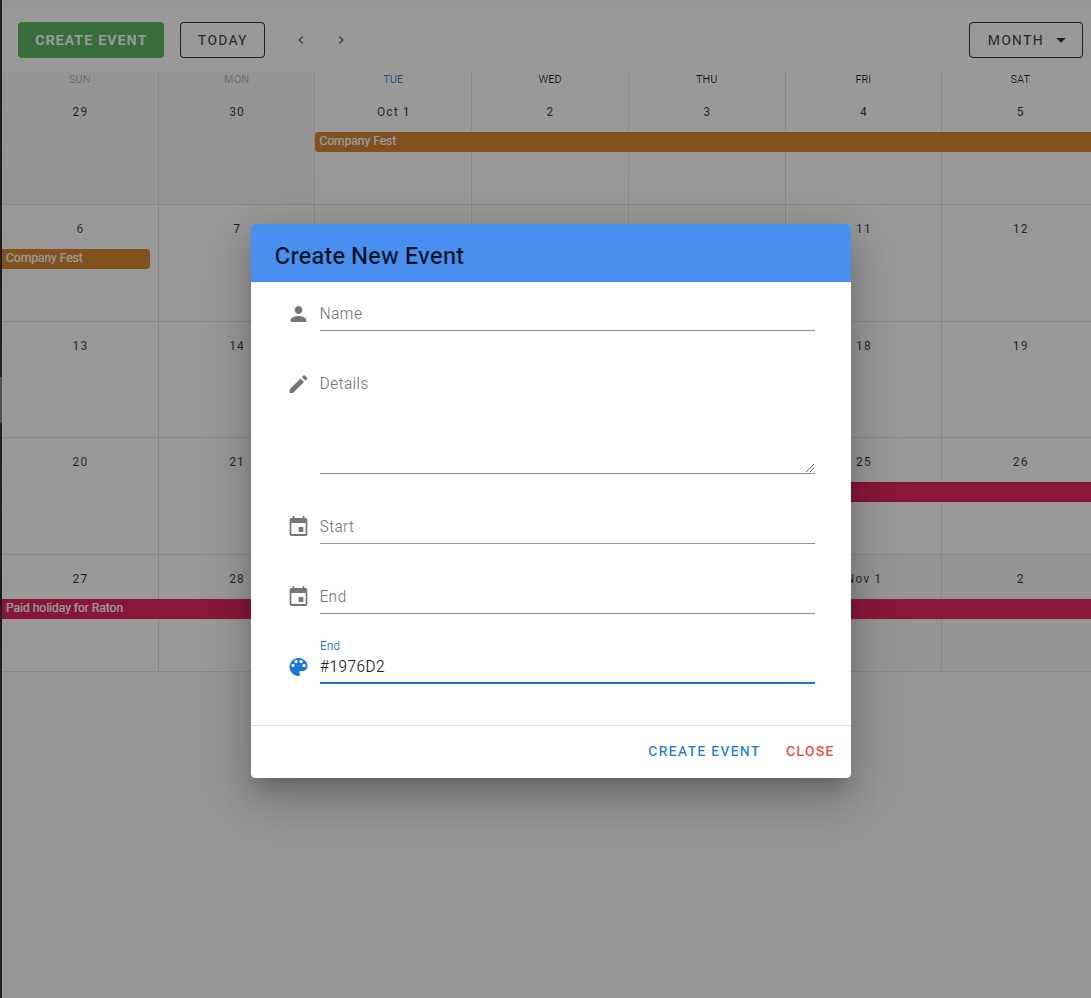 CREATE EVENT TODAY < > MONTH
SUN MON TUE WED THU FRI SAT
29 30 Oct 1 2 3 4 5
Company Fest
6 7 11 12
Company Fest
Create New Event
Name
13 14 18 19
Details
20 21 25 26
Start
27 28 Nov 1 2
End
Paid holiday for Raton
End
#1976D2
CREATE EVENT CLOSE